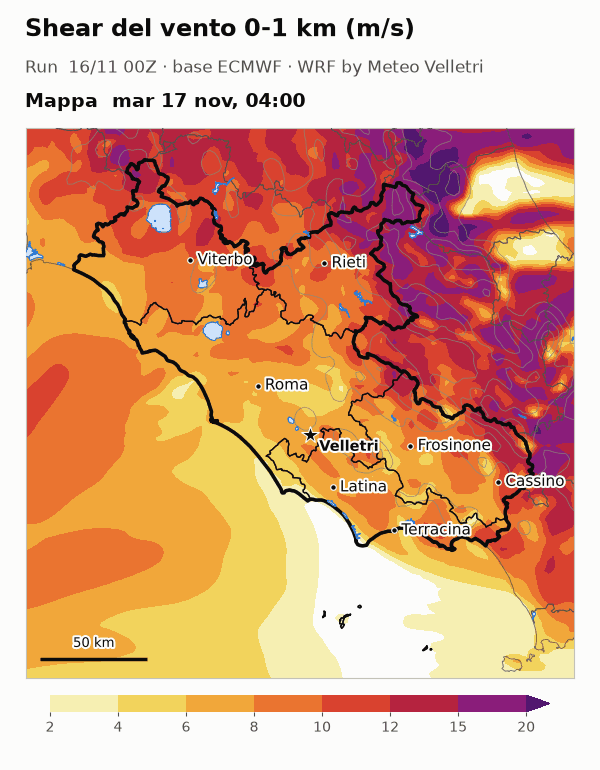 Shear del vento 0-1 km (m/s)
Run 16/11 00Z · base ECMWF · WRF by Meteo Velletri
Mappa mar 17 nov, 04:00
Viterbo
Rieti
Roma
Velletri
Frosinone
Latina
Cassino
Terracina
50 km
2 4 6 8 10 12 15 20